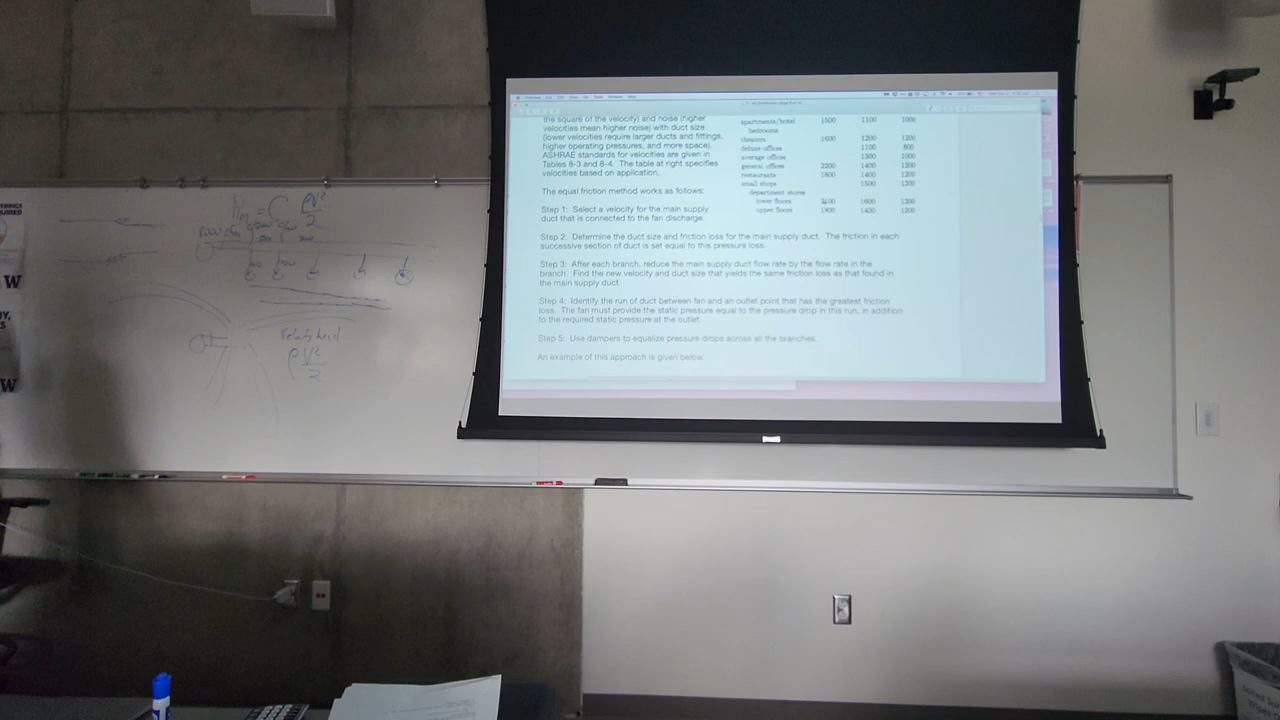 the square of the velocity) and noise (higher
velocities mean higher noise) with duct size
(lower velocities require larger ducts and fittings,
higher operating pressures, and more space).
ASHRAE standards for velocities are given in
Tables 8-3 and 8-4. The table at right specifies
velocities based on application.
The equal friction method works as follows:
Step 1: Select a velocity for the main supply
duct that is connected to the fan discharge.
apartments/hotel 1500 1100 1000
bedrooms
theaters 1600 1200 1200
deluxe offices 1100 800
average offices 1300 1000
general offices 2200 1400 1200
restaurants 1800 1400 1200
small shops 1500 1200
department stores
lower floors 2100 1600 1200
upper floors 1800 1400 1200
Step 2: Determine the duct size and friction loss for the main supply duct. The friction in each
successive section of duct is set equal to this pressure loss.
Step 3: After each branch, reduce the main supply duct flow rate by the flow rate in the
branch. Find the new velocity and duct size that yields the same friction loss as that found in
the main supply duct.
Step 4: Identify the run of duct between fan and an outlet point that has the greatest friction
loss. The fan must provide the static pressure equal to the pressure drop in this run, in addition
to the required static pressure at the outlet.
Step 5: Use dampers to equalize pressure drops across all the branches.
An example of this approach is given below.
= C ρV²
2
velocity head
ρ V²
2
W
W